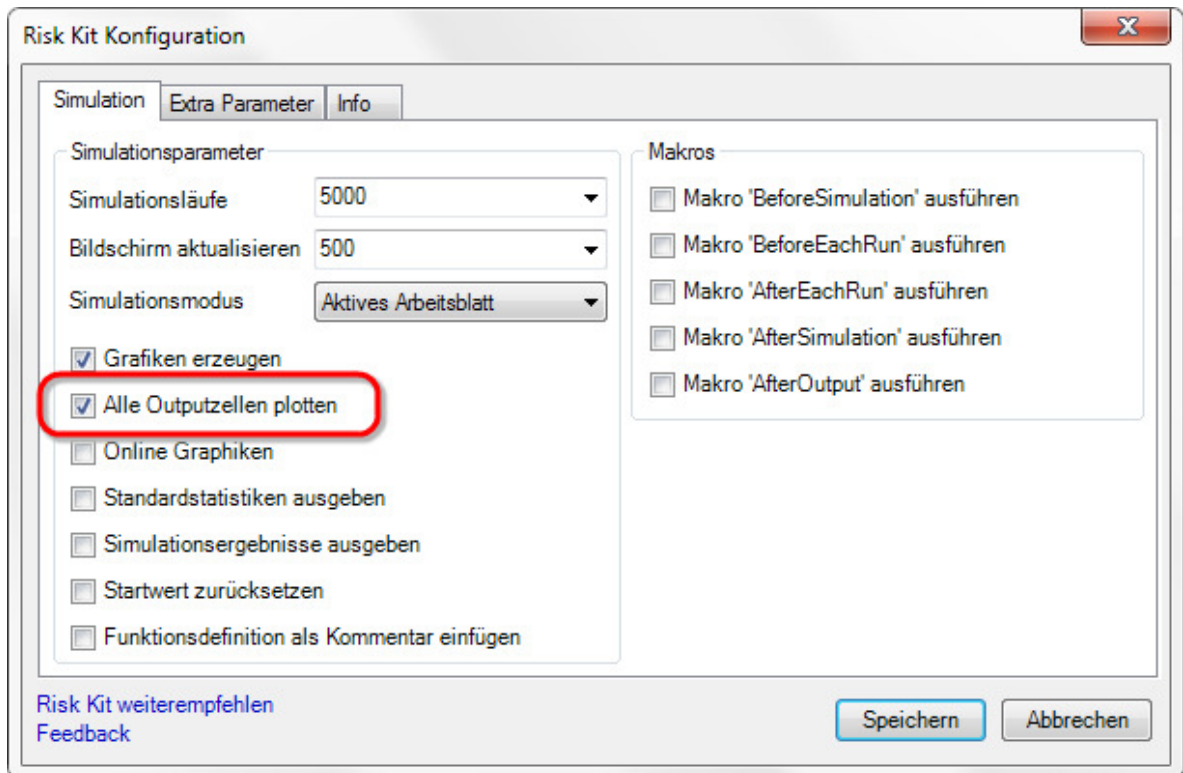 Risk Kit Konfiguration
Simulation
Extra Parameter
Info
Simulationsparameter
Simulationsläufe
5000
Bildschirm aktualisieren
500
Simulationsmodus
Aktives Arbeitsblatt
Grafiken erzeugen
Alle Outputzellen plotten
Online Graphiken
Standardstatistiken ausgeben
Simulationsergebnisse ausgeben
Startwert zurücksetzen
Funktionsdefinition als Kommentar einfügen
Makros
Makro 'BeforeSimulation' ausführen
Makro 'BeforeEachRun' ausführen
Makro 'AfterEachRun' ausführen
Makro 'AfterSimulation' ausführen
Makro 'AfterOutput' ausführen
Risk Kit weiterempfehlen
Feedback
Speichern
Abbrechen